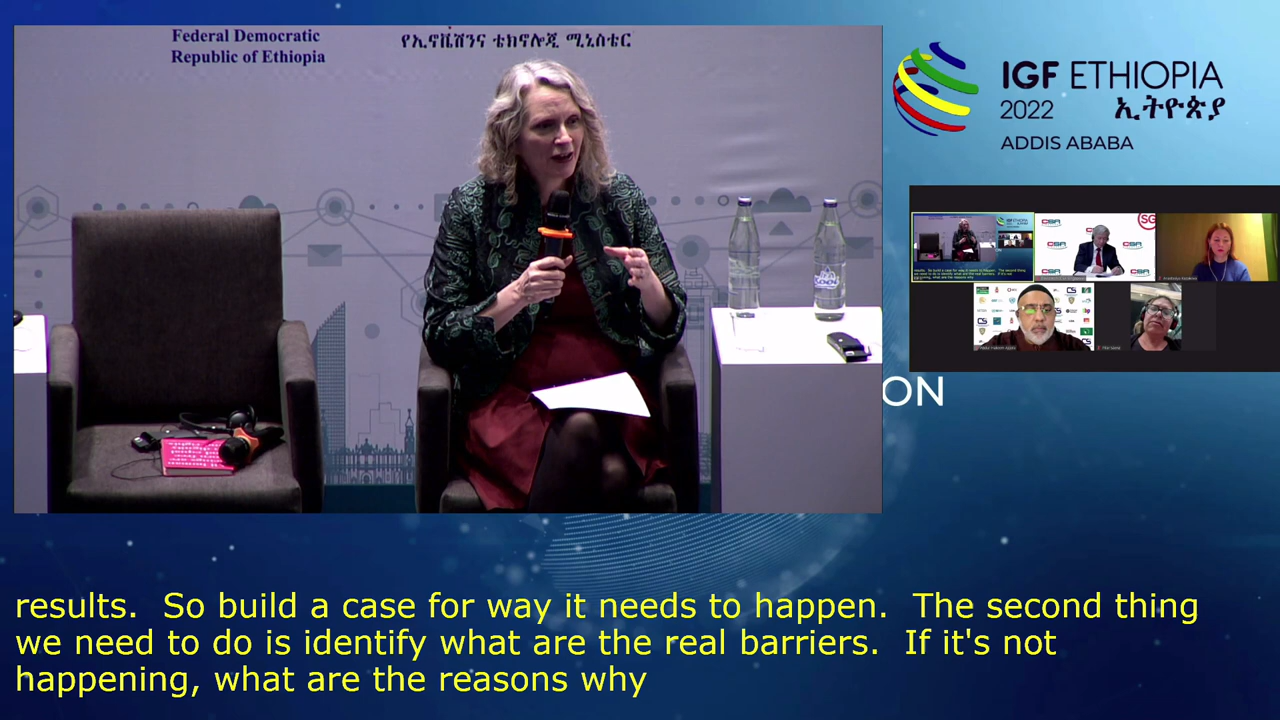 Federal Democratic
Republic of Ethiopia
የኢኖቬሽንና ቴክኖሎጂ ሚኒስቴር
IGF ETHIOPIA
2022 ኢትዮጵያ
ADDIS ABABA
ON
results. So build a case for way it needs to happen. The second thing
we need to do is identify what are the real barriers. If it's not
happening, what are the reasons why